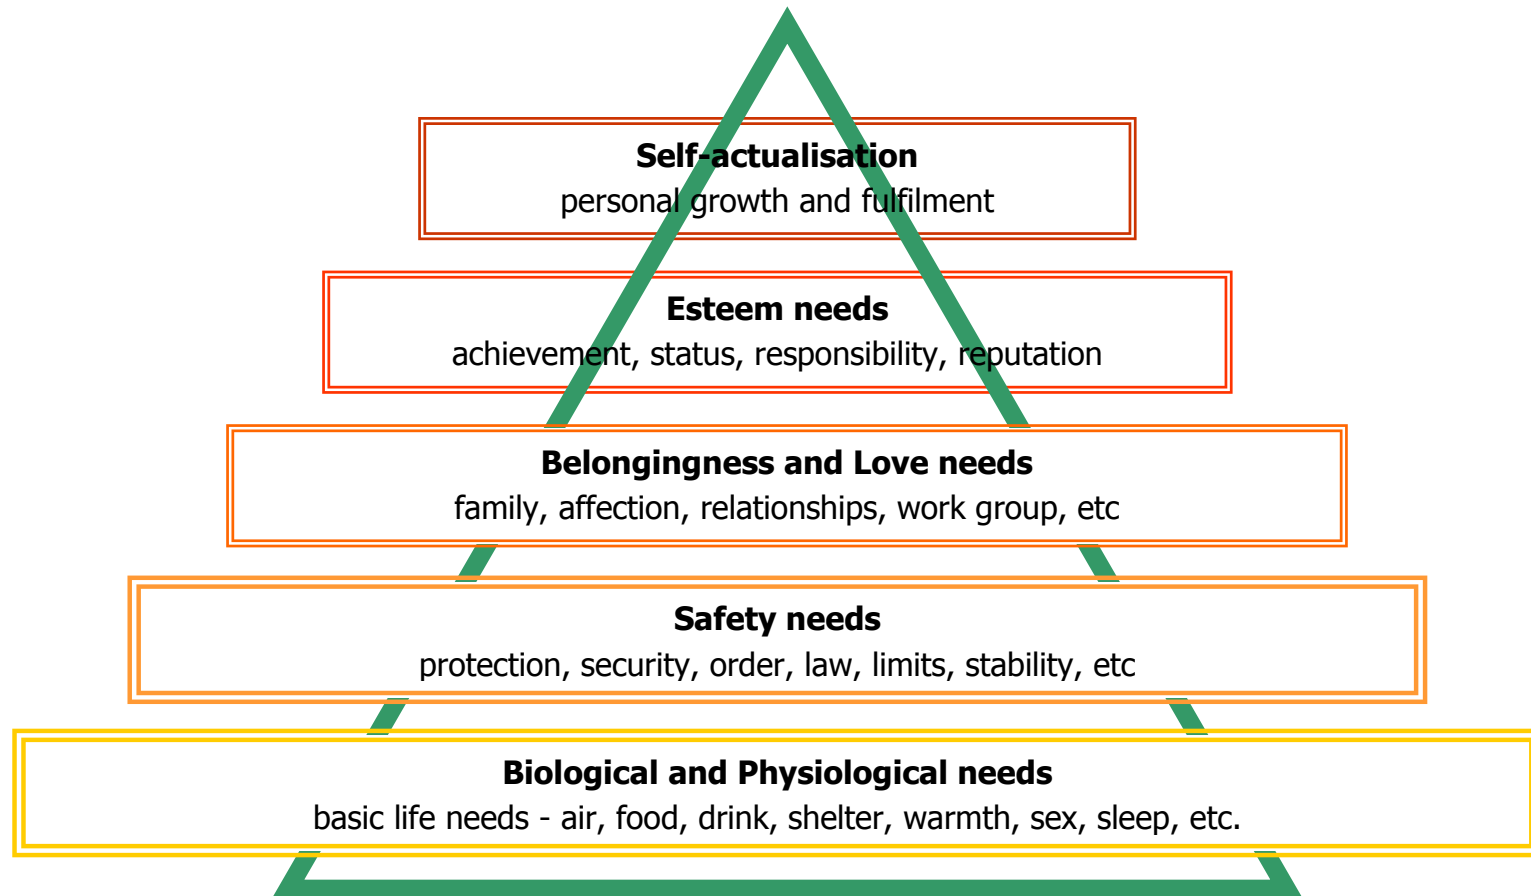 Self-actualisation
personal growth and fulfilment
Esteem needs
achievement, status, responsibility, reputation
Belongingness and Love needs
family, affection, relationships, work group, etc
Safety needs
protection, security, order, law, limits, stability, etc
Biological and Physiological needs
basic life needs - air, food, drink, shelter, warmth, sex, sleep, etc.